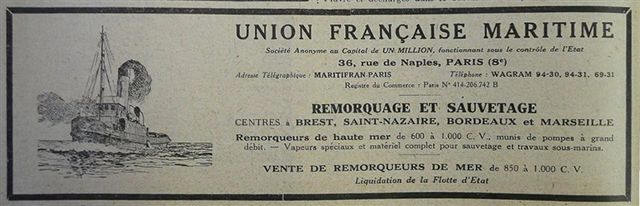 UNION FRANÇAISE MARITIME
Société Anonyme au Capital de UN MILLION, fonctionnant sous le contrôle de l'Etat
36, rue de Naples, PARIS (8e)
Adresse Télégraphique : MARITIFRAN-PARIS Téléphone : WAGRAM 94-30, 94-31, 69-31
Registre du Commerce : Paris N° 414-206.742 B
REMORQUAGE ET SAUVETAGE
CENTRES à BREST, SAINT-NAZAIRE, BORDEAUX et MARSEILLE
Remorqueurs de haute mer de 600 à 1.000 C. V., munis de pompes à grand
débit. — Vapeurs spéciaux et matériel complet pour sauvetage et travaux sous-marins.
VENTE DE REMORQUEURS DE MER de 850 à 1.000 C. V.
Liquidation de la Flotte d'Etat